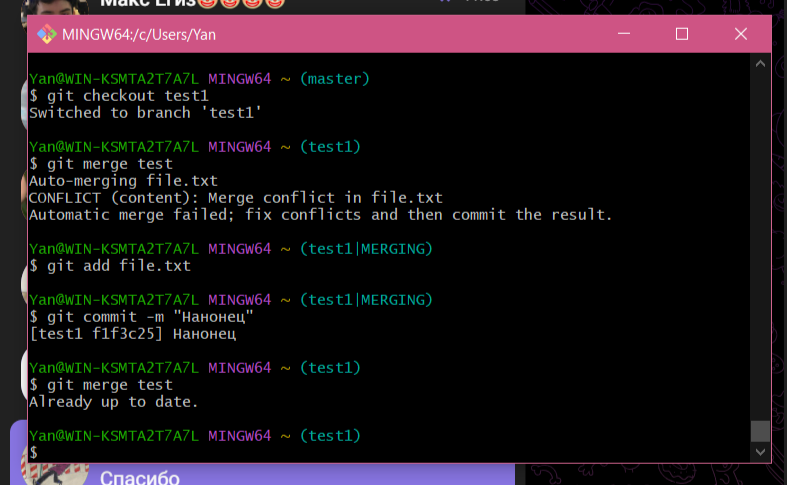 Макс Егиз
MINGW64:/c/Users/Yan
Yan@WIN-KSMTA2T7A7L MINGW64 ~ (master)
$ git checkout test1
Switched to branch 'test1'
Yan@WIN-KSMTA2T7A7L MINGW64 ~ (test1)
$ git merge test
Auto-merging file.txt
CONFLICT (content): Merge conflict in file.txt
Automatic merge failed; fix conflicts and then commit the result.
Yan@WIN-KSMTA2T7A7L MINGW64 ~ (test1|MERGING)
$ git add file.txt
Yan@WIN-KSMTA2T7A7L MINGW64 ~ (test1|MERGING)
$ git commit -m "Нанонец"
[test1 f1f3c25] Нанонец
Yan@WIN-KSMTA2T7A7L MINGW64 ~ (test1)
$ git merge test
Already up to date.
Yan@WIN-KSMTA2T7A7L MINGW64 ~ (test1)
$
Спасибо